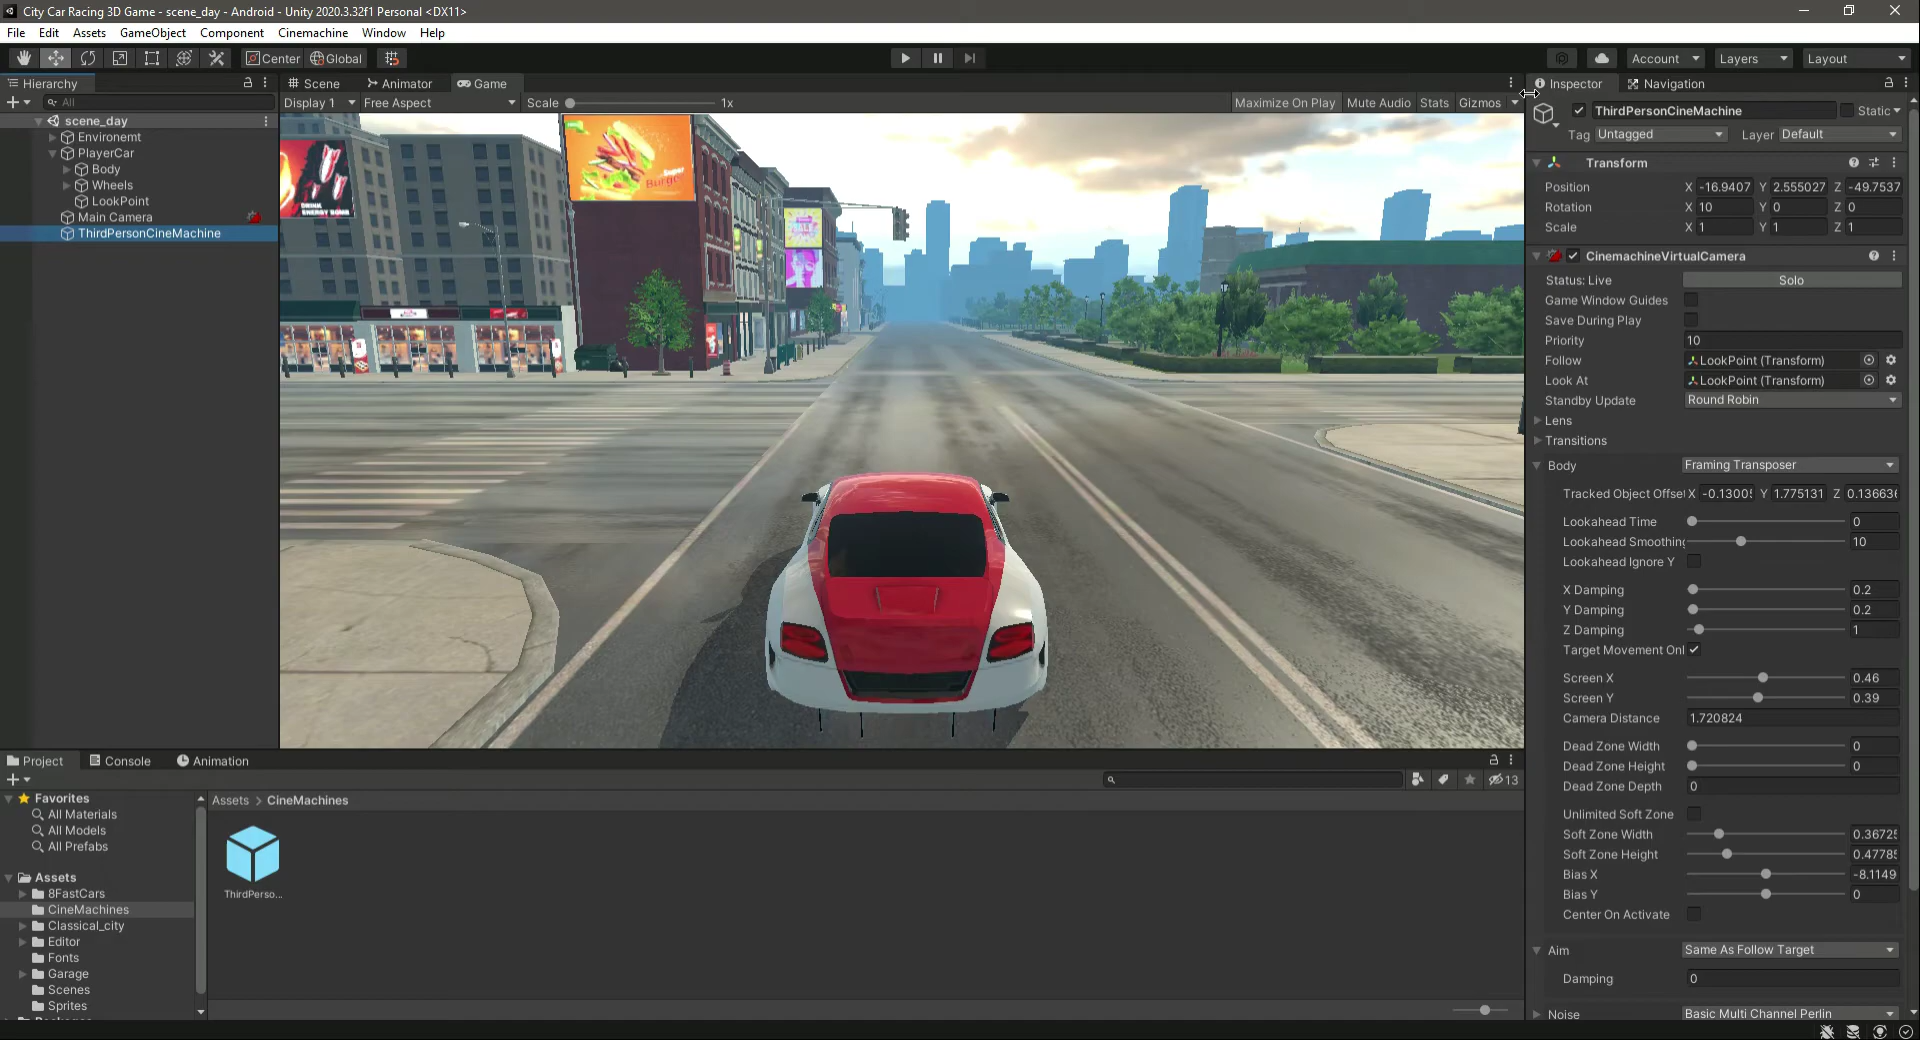 City Car Racing 3D Game - scene_day - Android - Unity 2020.3.32f1 Personal <DX11>
File Edit Assets GameObject Component Cinemachine Window Help
Center Global Account Layers Layout
Hierarchy
All
scene_day
Environemt
PlayerCar
Body
Wheels
LookPoint
Main Camera
ThirdPersonCineMachine
Scene Animator Game
Display 1 Free Aspect Scale 1x Maximize On Play Mute Audio Stats Gizmos
DRINK
ENERGY BOMB
Super
Burger
Inspector Navigation
ThirdPersonCineMachine Static
Tag Untagged Layer Default
Transform
Position X -16.9407 Y 2.555027 Z -49.7537
Rotation X 10 Y 0 Z 0
Scale X 1 Y 1 Z 1
CinemachineVirtualCamera
Status: Live Solo
Game Window Guides
Save During Play
Priority 10
Follow LookPoint (Transform)
Look At LookPoint (Transform)
Standby Update Round Robin
Lens
Transitions
Body Framing Transposer
Tracked Object Offset X -0.1300 Y 1.775131 Z 0.13663
Lookahead Time 0
Lookahead Smoothing 10
Lookahead Ignore Y
X Damping 0.2
Y Damping 0.2
Z Damping 1
Target Movement Onl
Screen X 0.46
Screen Y 0.39
Camera Distance 1.720824
Dead Zone Width 0
Dead Zone Height 0
Dead Zone Depth 0
Unlimited Soft Zone
Soft Zone Width 0.3672
Soft Zone Height 0.4778
Bias X -8.1149
Bias Y 0
Center On Activate
Aim Same As Follow Target
Damping 0
Noise Basic Multi Channel Perlin
Project Console Animation
13
Favorites
All Materials
All Models
All Prefabs
Assets
8FastCars
CineMachines
Classical_city
Editor
Fonts
Garage
Scenes
Sprites
Assets > CineMachines
ThirdPerso...